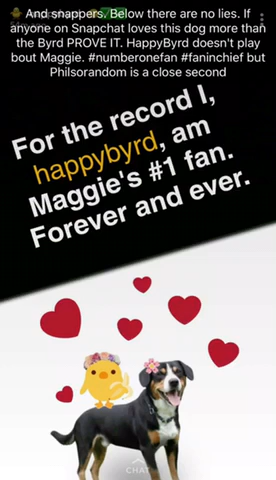 And snappers. Below there are no lies. If
anyone on Snapchat loves this dog more than
the Byrd PROVE IT. HappyByrd doesn't play
bout Maggie. #numberonefan #faninchief but
Philsorandom is a close second
For the record I,
happybyrd, am
Maggie's #1 fan.
Forever and ever.
CHAT